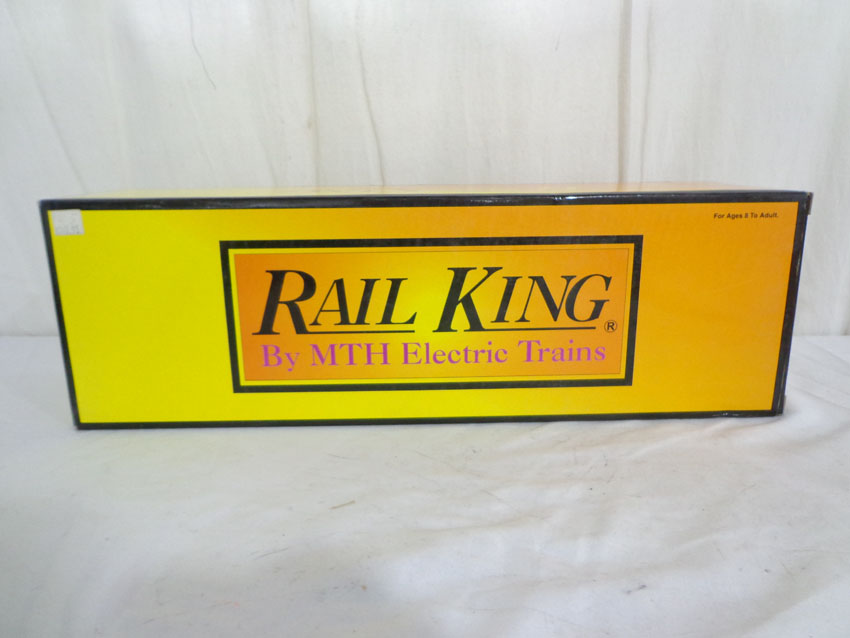 For Ages 8 To Adult.
RAIL KING ®
By MTH Electric Trains